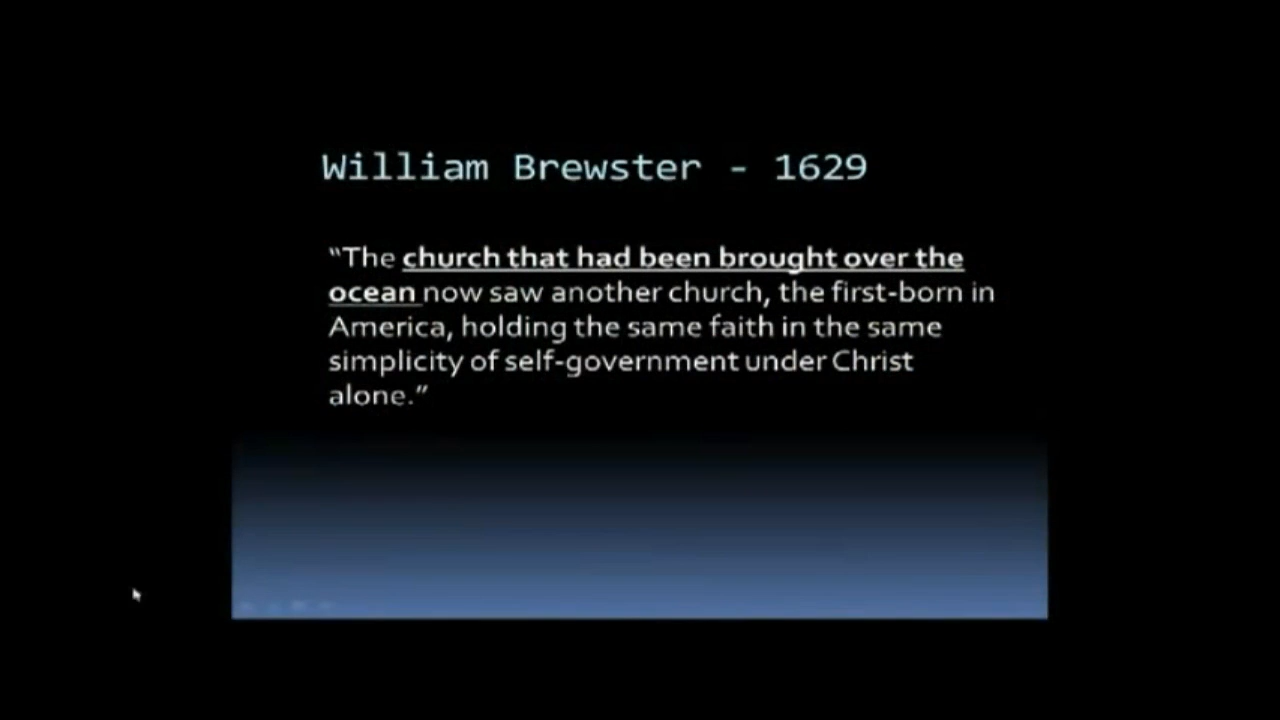 William Brewster - 1629
“The church that had been brought over the
ocean now saw another church, the first-born in
America, holding the same faith in the same
simplicity of self-government under Christ
alone.”